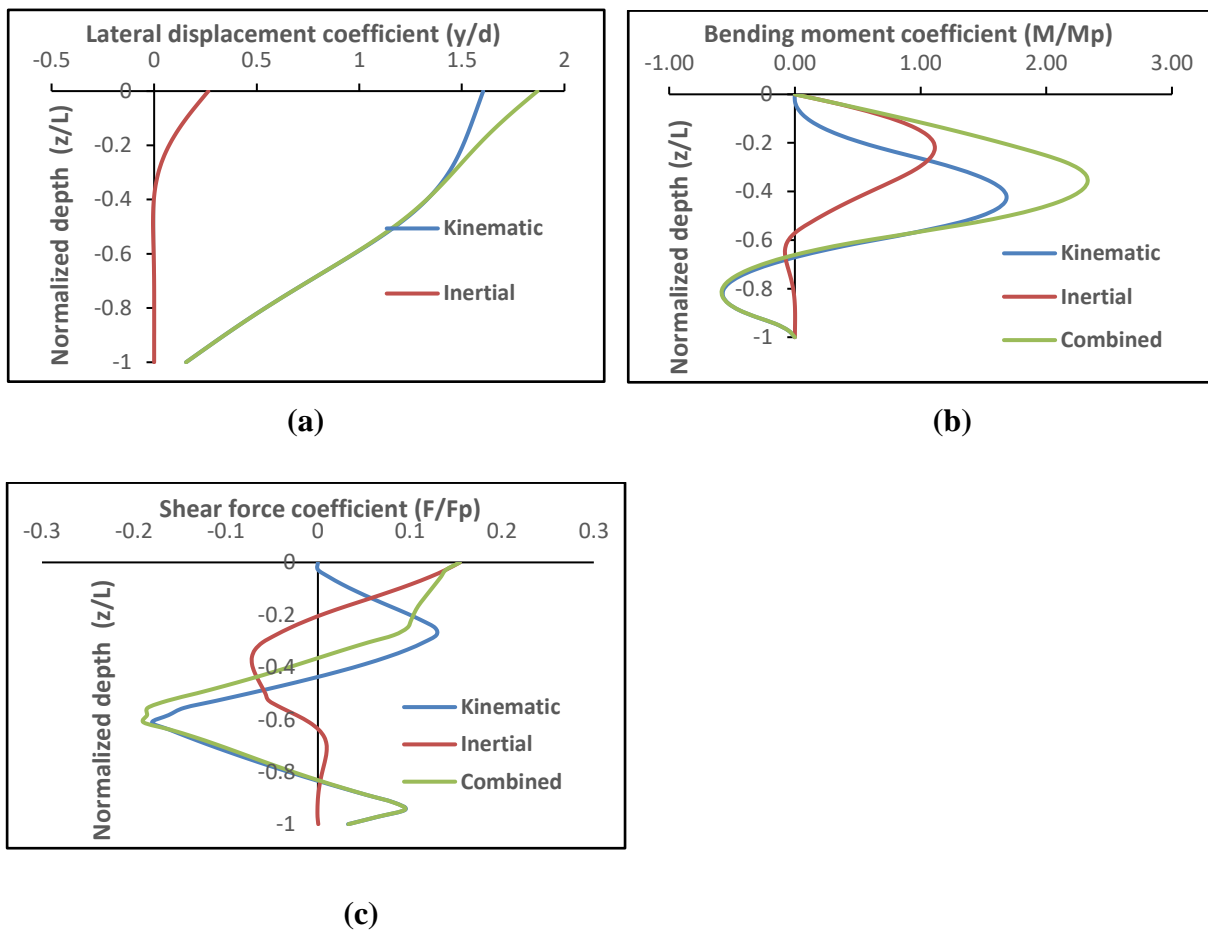 Lateral displacement coefficient (y/d)
-0.5 0 0.5 1 1.5 2
0
-0.2
-0.4
-0.6
-0.8
-1
Normalized depth (z/L)
Kinematic
Inertial
(a)
Bending moment coefficient (M/Mp)
-1.00 0.00 1.00 2.00 3.00
0
-0.2
-0.4
-0.6
-0.8
-1
Normalized depth (z/L)
Kinematic
Inertial
Combined
(b)
Shear force coefficient (F/Fp)
-0.3 -0.2 -0.1 0 0.1 0.2 0.3
0
-0.2
-0.4
-0.6
-0.8
-1
Normalized depth (z/L)
Kinematic
Inertial
Combined
(c)